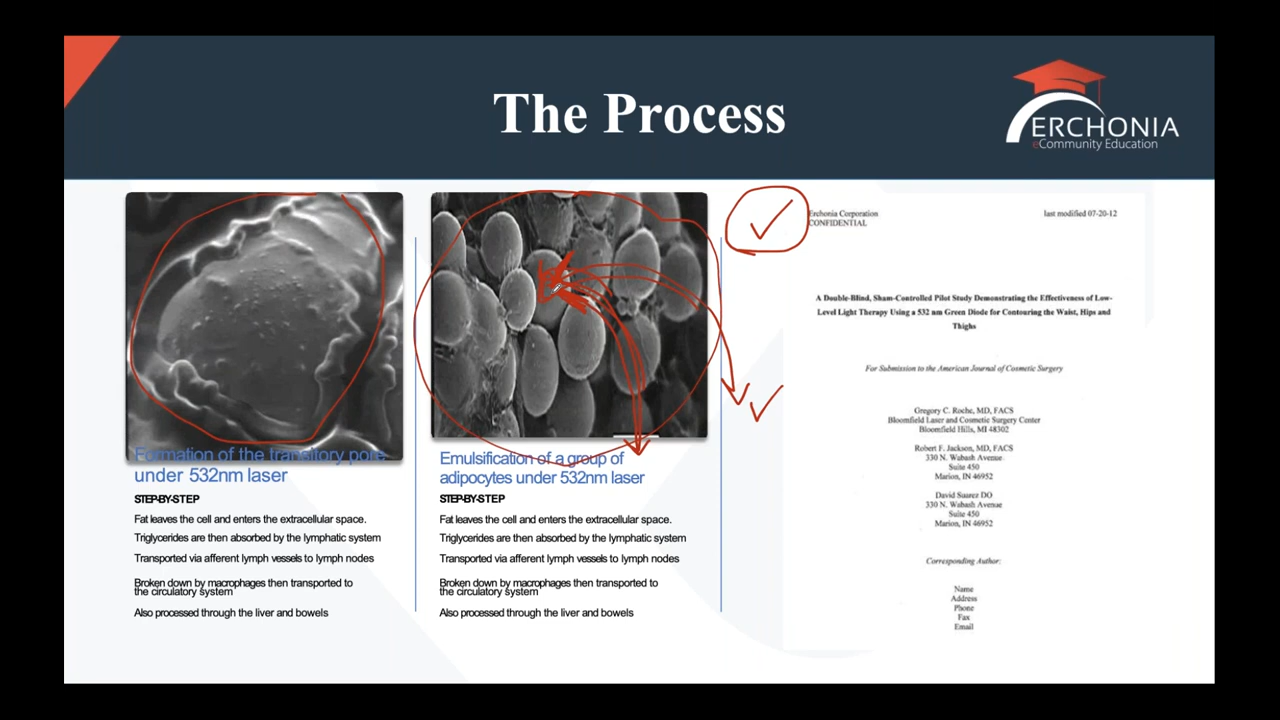 The Process
ERCHONIA
eCommunity Education
Formation of the transitory pore
under 532nm laser
STEP-BY-STEP
Fat leaves the cell and enters the extracellular space.
Triglycerides are then absorbed by the lymphatic system
Transported via afferent lymph vessels to lymph nodes
Broken down by macrophages then transported to
the circulatory system
Also processed through the liver and bowels
Emulsification of a group of
adipocytes under 532nm laser
STEP-BY-STEP
Fat leaves the cell and enters the extracellular space.
Triglycerides are then absorbed by the lymphatic system
Transported via afferent lymph vessels to lymph nodes
Broken down by macrophages then transported to
the circulatory system
Also processed through the liver and bowels
Erchonia Corporation last modified 07-20-12
CONFIDENTIAL
A Double-Blind, Sham-Controlled Pilot Study Demonstrating the Effectiveness of Low-
Level Light Therapy Using a 532 nm Green Diode for Contouring the Waist, Hips and
Thighs
For Submission to the American Journal of Cosmetic Surgery
Gregory C. Roche, MD, FACS
Bloomfield Laser and Cosmetic Surgery Center
Bloomfield Hills, MI 48302
Robert F. Jackson, MD, FACS
330 N. Wabash Avenue
Suite 450
Marion, IN 46952
David Suarez DO
330 N. Wabash Avenue
Suite 450
Marion, IN 46952
Corresponding Author:
Name
Address
Phone
Fax
Email